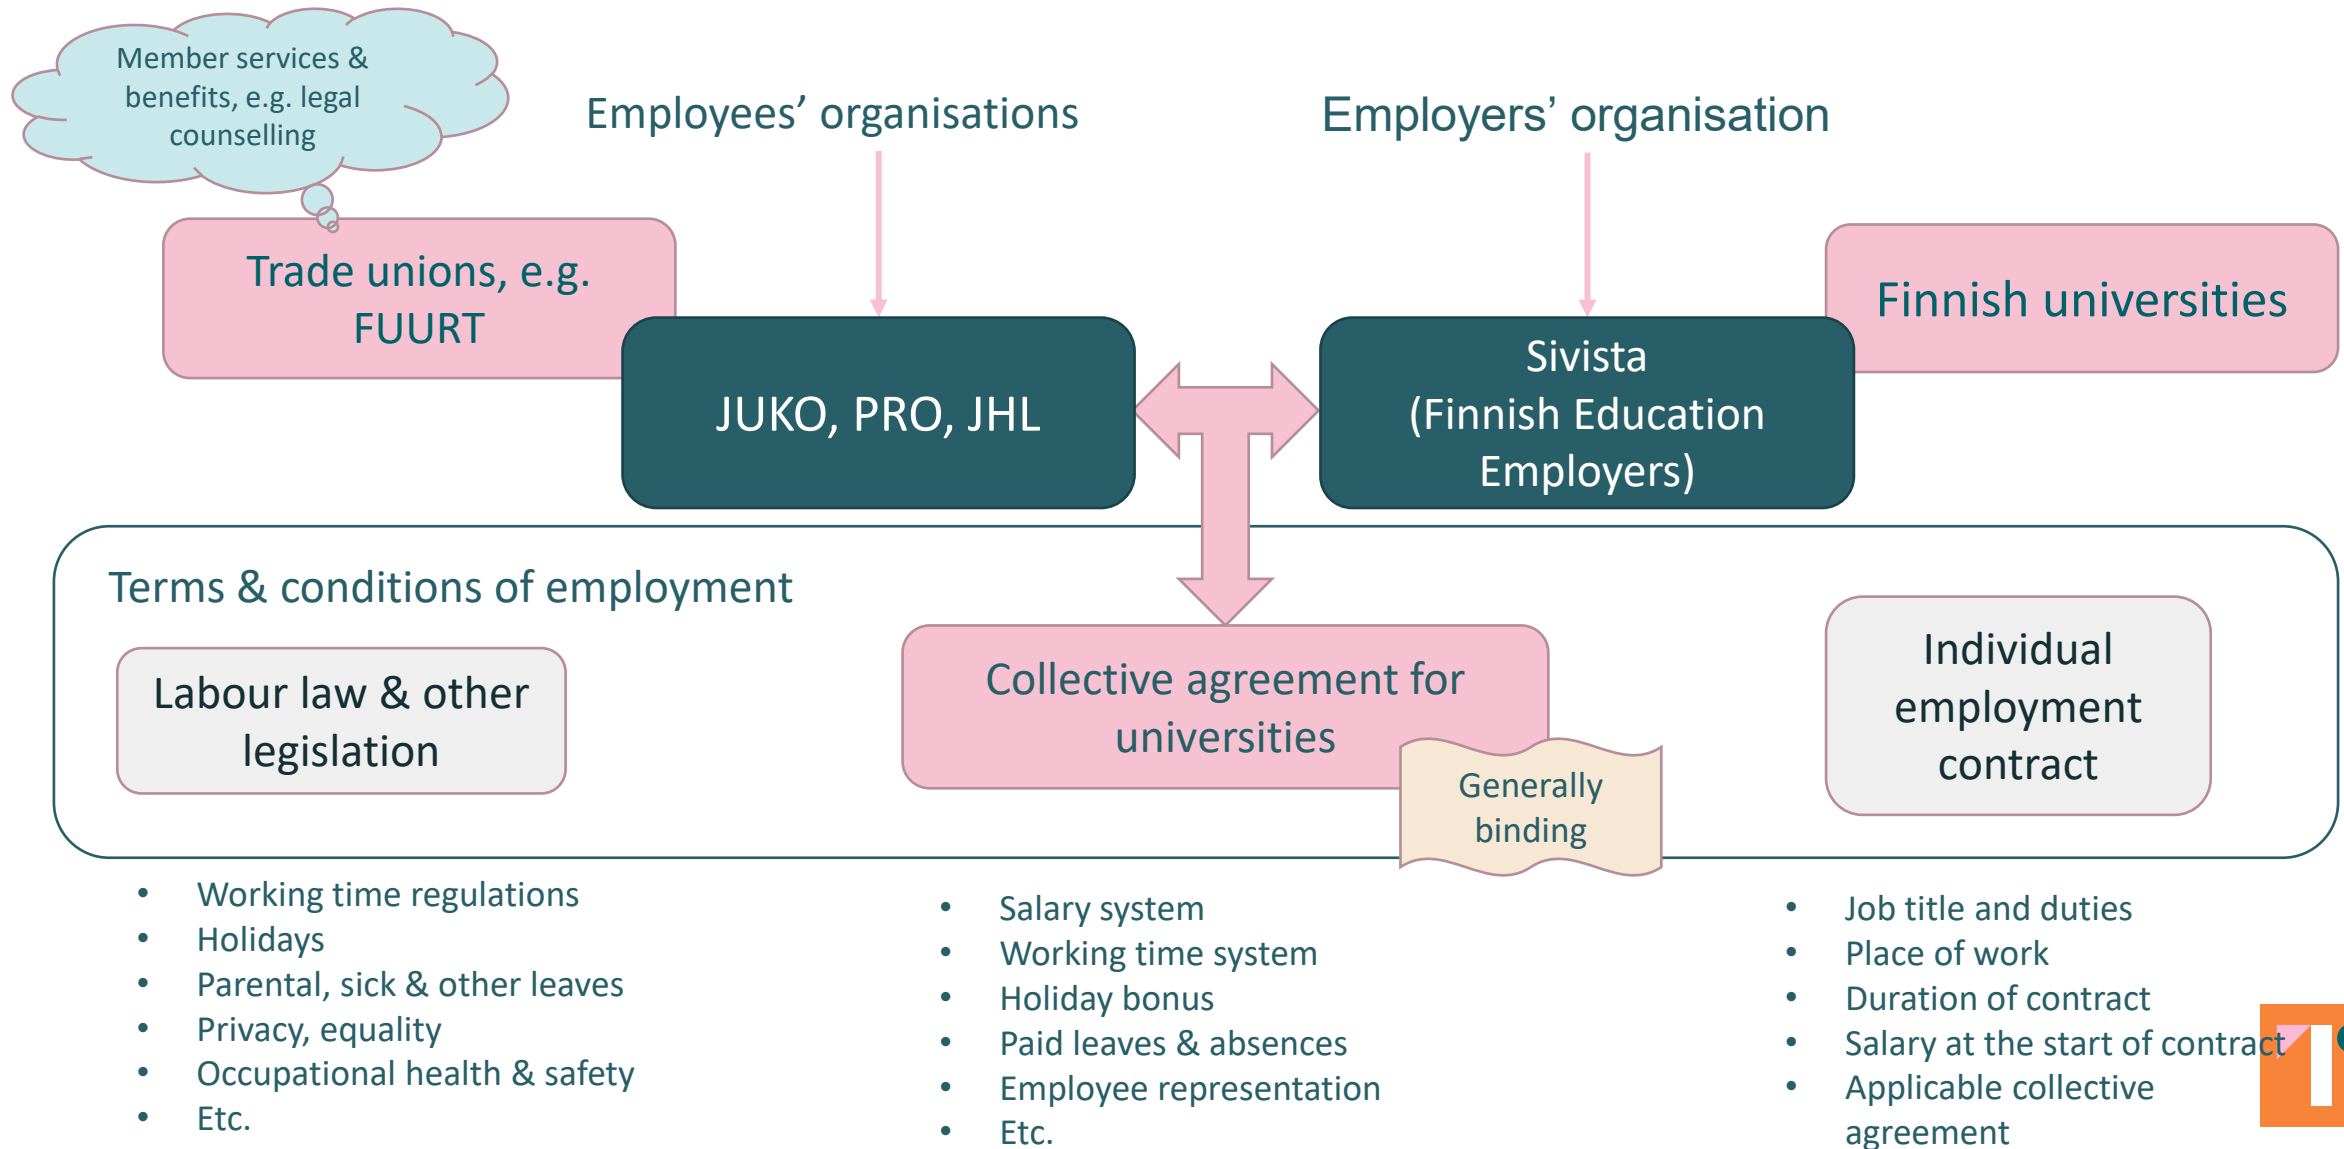 Member services &
benefits, e.g. legal
counselling
Employees’ organisations
Employers’ organisation
Trade unions, e.g.
FUURT
Finnish universities
JUKO, PRO, JHL
Sivista
(Finnish Education
Employers)
Terms & conditions of employment
Labour law & other
legislation
Collective agreement for
universities
Generally
binding
Individual
employment
contract
• Working time regulations
• Holidays
• Parental, sick & other leaves
• Privacy, equality
• Occupational health & safety
• Etc.
• Salary system
• Working time system
• Holiday bonus
• Paid leaves & absences
• Employee representation
• Etc.
• Job title and duties
• Place of work
• Duration of contract
• Salary at the start of contract
• Applicable collective
agreement